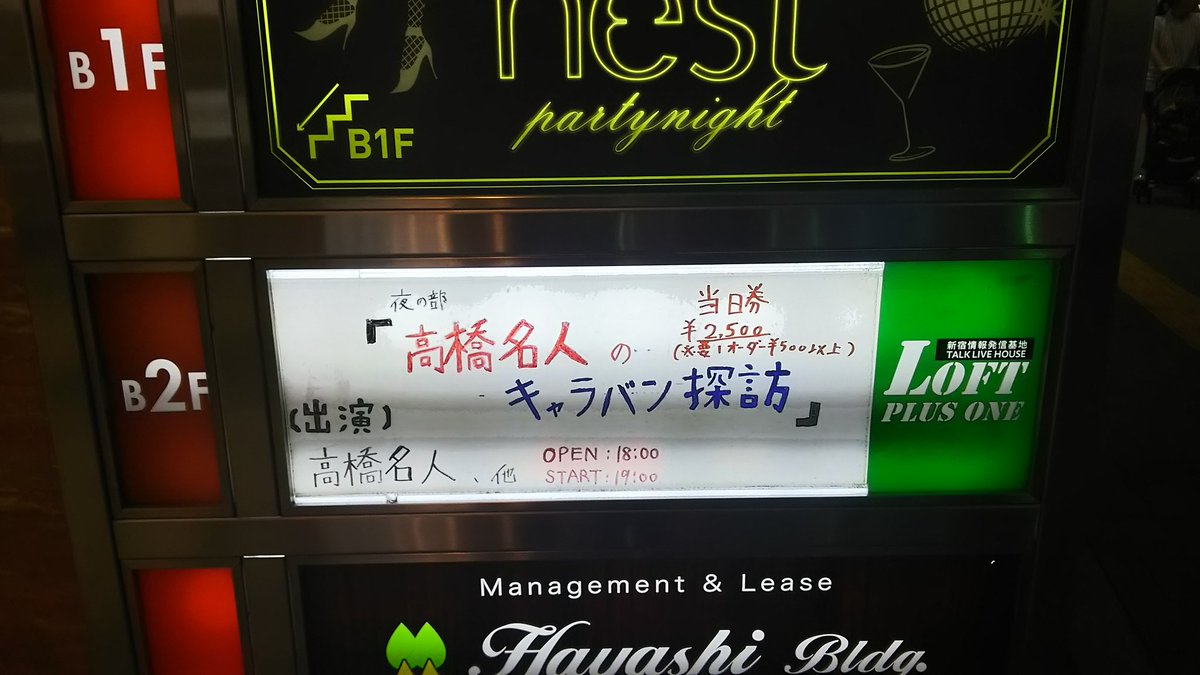 B1F
nest
partynight
B1F
B2F
夜の部
『高橋名人の
キャラバン探訪』
当日券
¥2,500
(※要1オーダー¥500以上)
(出演)
高橋名人、他
OPEN:18:00
START:19:00
新宿情報発信基地
TALK LIVE HOUSE
LOFT
PLUS ONE
Management & Lease
Hayashi Bldg.